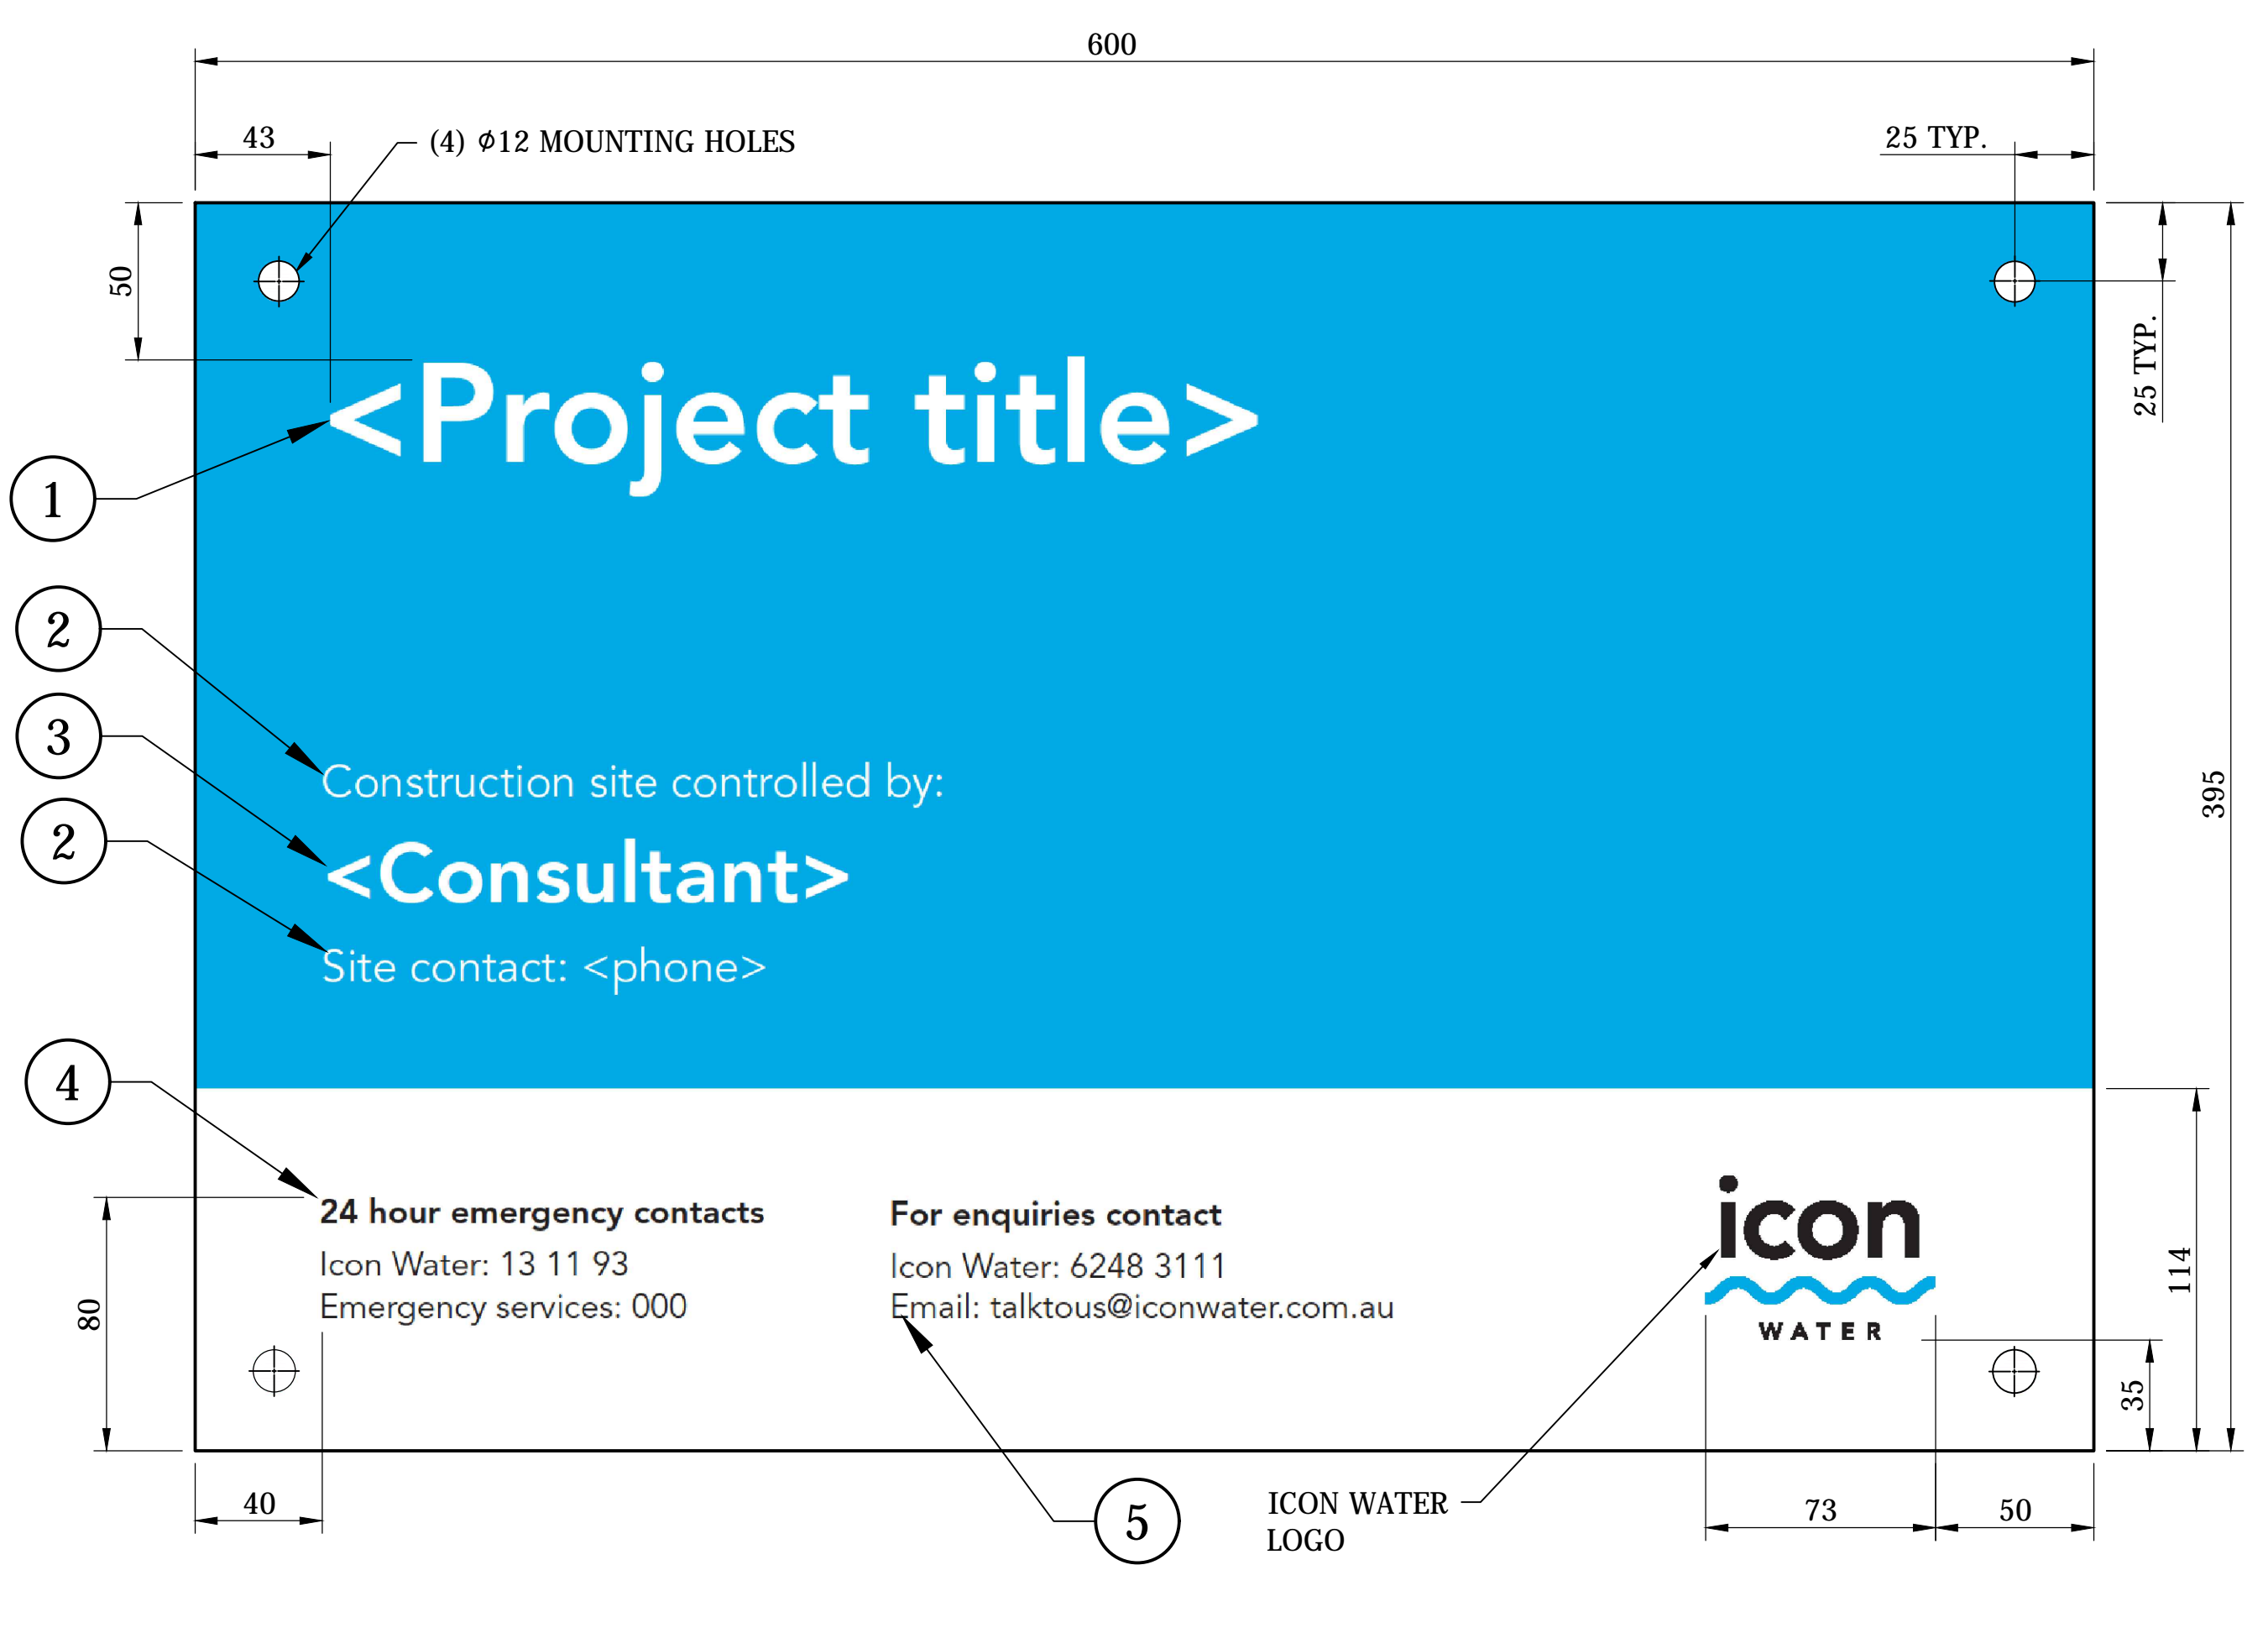 600
43
(4) ⌀12 MOUNTING HOLES
25 TYP.
50
25 TYP.
<Project title>
1
2
3
2
Construction site controlled by:
<Consultant>
Site contact: <phone>
395
4
24 hour emergency contacts
Icon Water: 13 11 93
Emergency services: 000
For enquiries contact
Icon Water: 6248 3111
Email: talktous@iconwater.com.au
icon
WATER
114
80
35
40
5
ICON WATER
LOGO
73
50